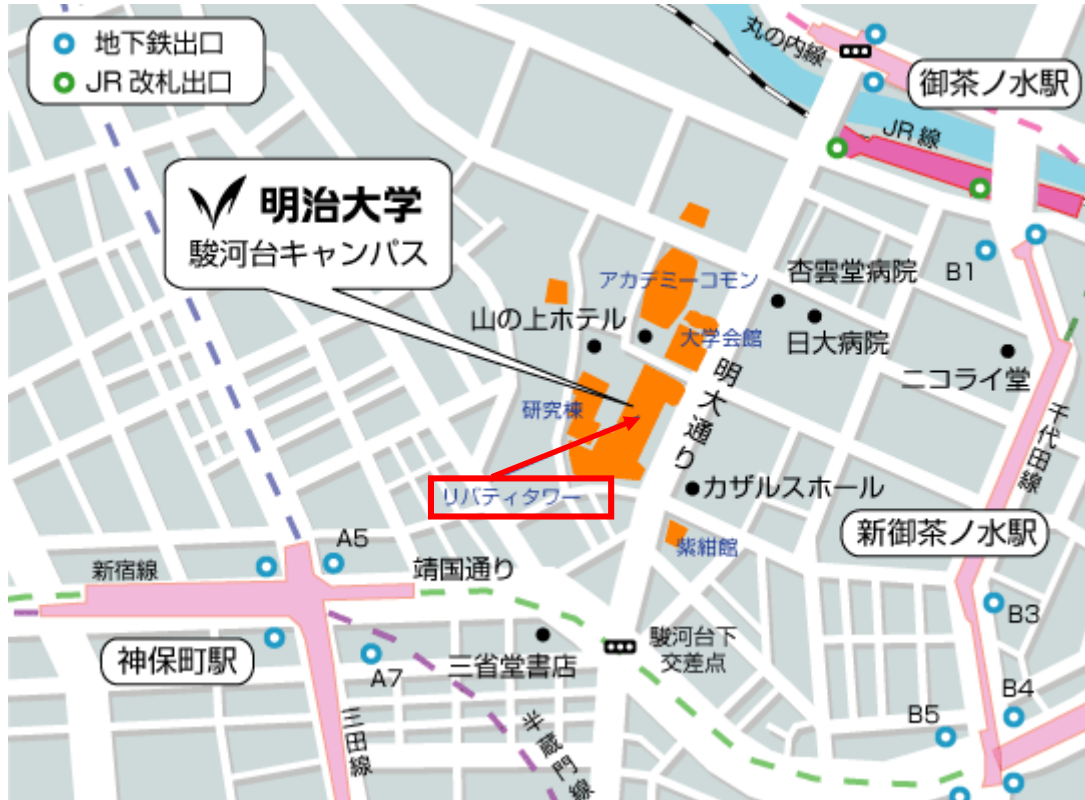 地下鉄出口
JR 改札出口
丸の内線
御茶ノ水駅
JR 線
明治大学
駿河台キャンパス
アカデミーコモン
杏雲堂病院
B1
山の上ホテル
大学会館
日大病院
ニコライ堂
明大通り
研究棟
千代田線
リバティタワー
カザルスホール
新御茶ノ水駅
紫紺館
A5
新宿線
靖国通り
B3
神保町駅
A7
三省堂書店
駿河台下
交差点
B4
B5
三田線
半蔵門線